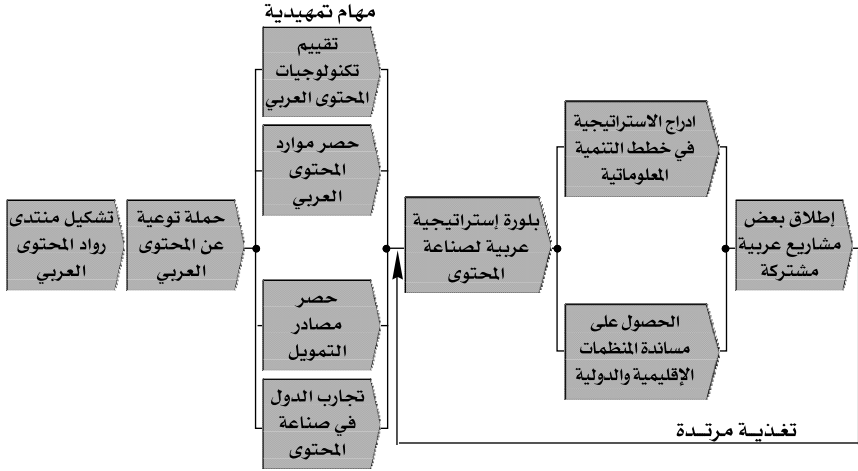 مهام تمهيدية
تشكيل منتدى
رواد المحتوى
العربي
حملة توعية
عن المحتوى
العربي
تقييم
تكنولوجيات
المحتوى العربي
حصر موارد
المحتوى
العربي
حصر
مصادر
التمويل
تجارب الدول
في صناعة
المحتوى
بلورة إستراتيجية
عربية لصناعة
المحتوى
ادراج الاستراتيجية
في خطط التنمية
المعلوماتية
الحصول على
مساندة المنظمات
الإقليمية والدولية
إطلاق بعض
مشاريع عربية
مشتركة
تغذية مرتدة